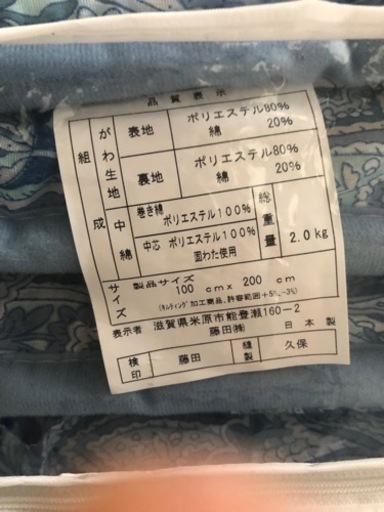 品質表示
組成 がわ生地 表地 ポリエステル80%
綿 20%
裏地 ポリエステル80%
綿 20%
中綿 巻き綿 ポリエステル100%
中芯 ポリエステル100%
固わた使用
総重量 2.0kg
サイズ 製品サイズ
100 cm x 200 cm
(キルティング加工商品、許容範囲+5%、-3%)
表示者 滋賀県米原市能登瀬160-2
藤田㈱ 日本製
検印 藤田 縫製 久保